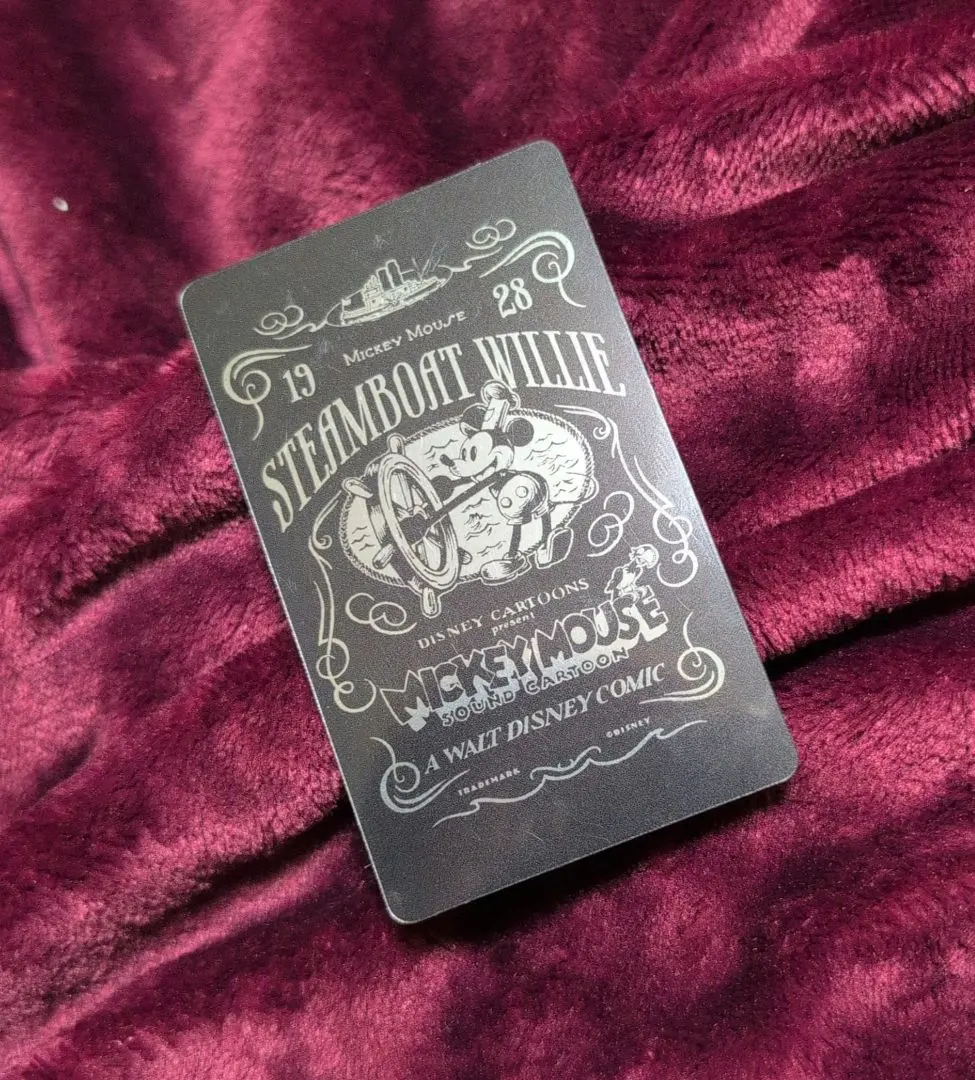 Mickey Mouse
19 28
STEAMBOAT WILLIE
DISNEY CARTOONS
present
MICKEY MOUSE
SOUND CARTOON
A WALT DISNEY COMIC
TRADEMARK ©DISNEY